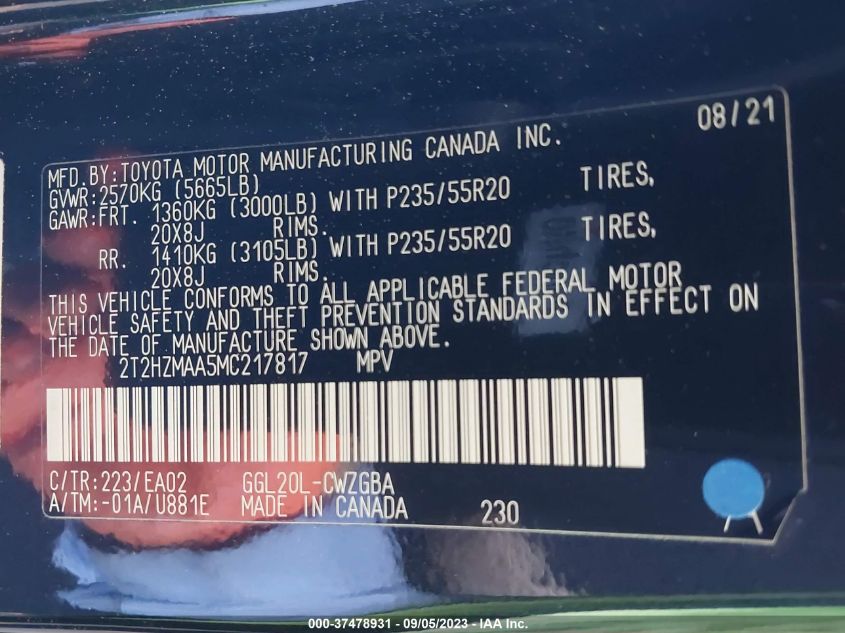 08/21
MFD.BY:TOYOTA MOTOR MANUFACTURING CANADA INC.
GVWR:2570KG (5665LB)
GAWR:FRT. 1360KG (3000LB) WITH P235/55R20 TIRES,
20X8J RIMS.
RR. 1410KG (3105LB) WITH P235/55R20 TIRES,
20X8J RIMS.
THIS VEHICLE CONFORMS TO ALL APPLICABLE FEDERAL MOTOR
VEHICLE SAFETY AND THEFT PREVENTION STANDARDS IN EFFECT ON
THE DATE OF MANUFACTURE SHOWN ABOVE.
2T2HZMAA5MC217817 MPV
C/TR:223/EA02 GGL20L-CWZGBA
A/TM:-01A/U881E MADE IN CANADA 230
000-37478931 - 09/05/2023 - IAA Inc.